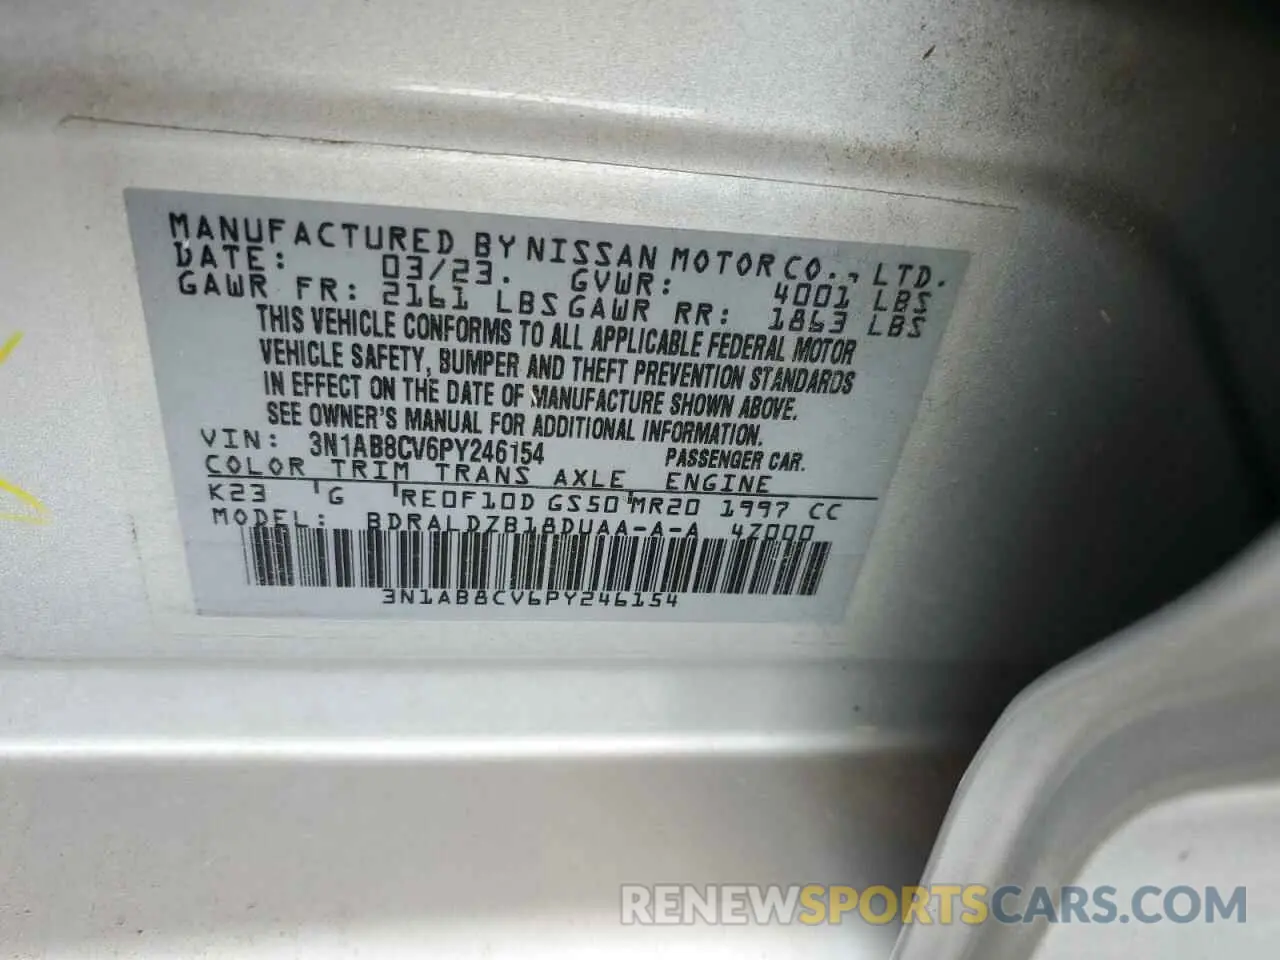 MANUFACTURED BY NISSAN MOTOR CO., LTD.
DATE: 03/23. GVWR: 4001 LBS
GAWR FR: 2161 LBS GAWR RR: 1863 LBS
THIS VEHICLE CONFORMS TO ALL APPLICABLE FEDERAL MOTOR
VEHICLE SAFETY, BUMPER AND THEFT PREVENTION STANDARDS
IN EFFECT ON THE DATE OF MANUFACTURE SHOWN ABOVE.
SEE OWNER'S MANUAL FOR ADDITIONAL INFORMATION.
VIN: 3N1AB8CV6PY246154 PASSENGER CAR.
COLOR TRIM TRANS AXLE ENGINE
K23 G RE0F10D GS50 MR20 1997 CC
MODEL: BDRALDZB18DUAA-A-A 4Z000
3N1AB8CV6PY246154
RENEWSPORTSCARS.COM